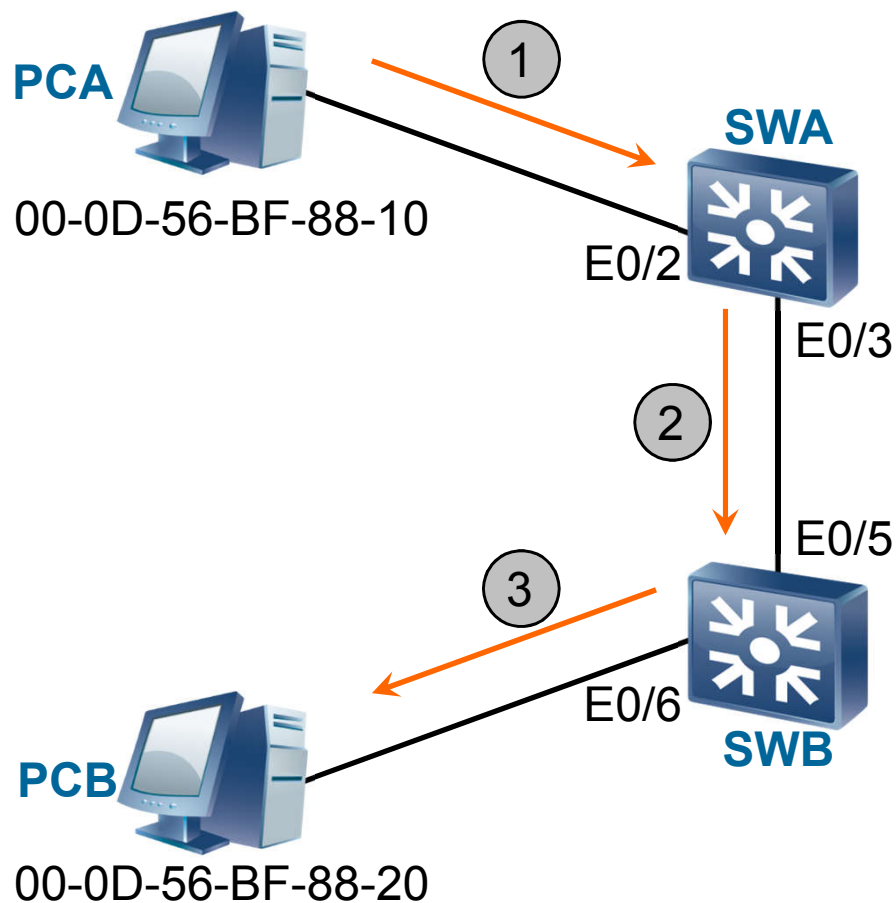 1
PCA
SWA
00-0D-56-BF-88-10
E0/2
E0/3
2
E0/5
3
E0/6
SWB
PCB
00-0D-56-BF-88-20